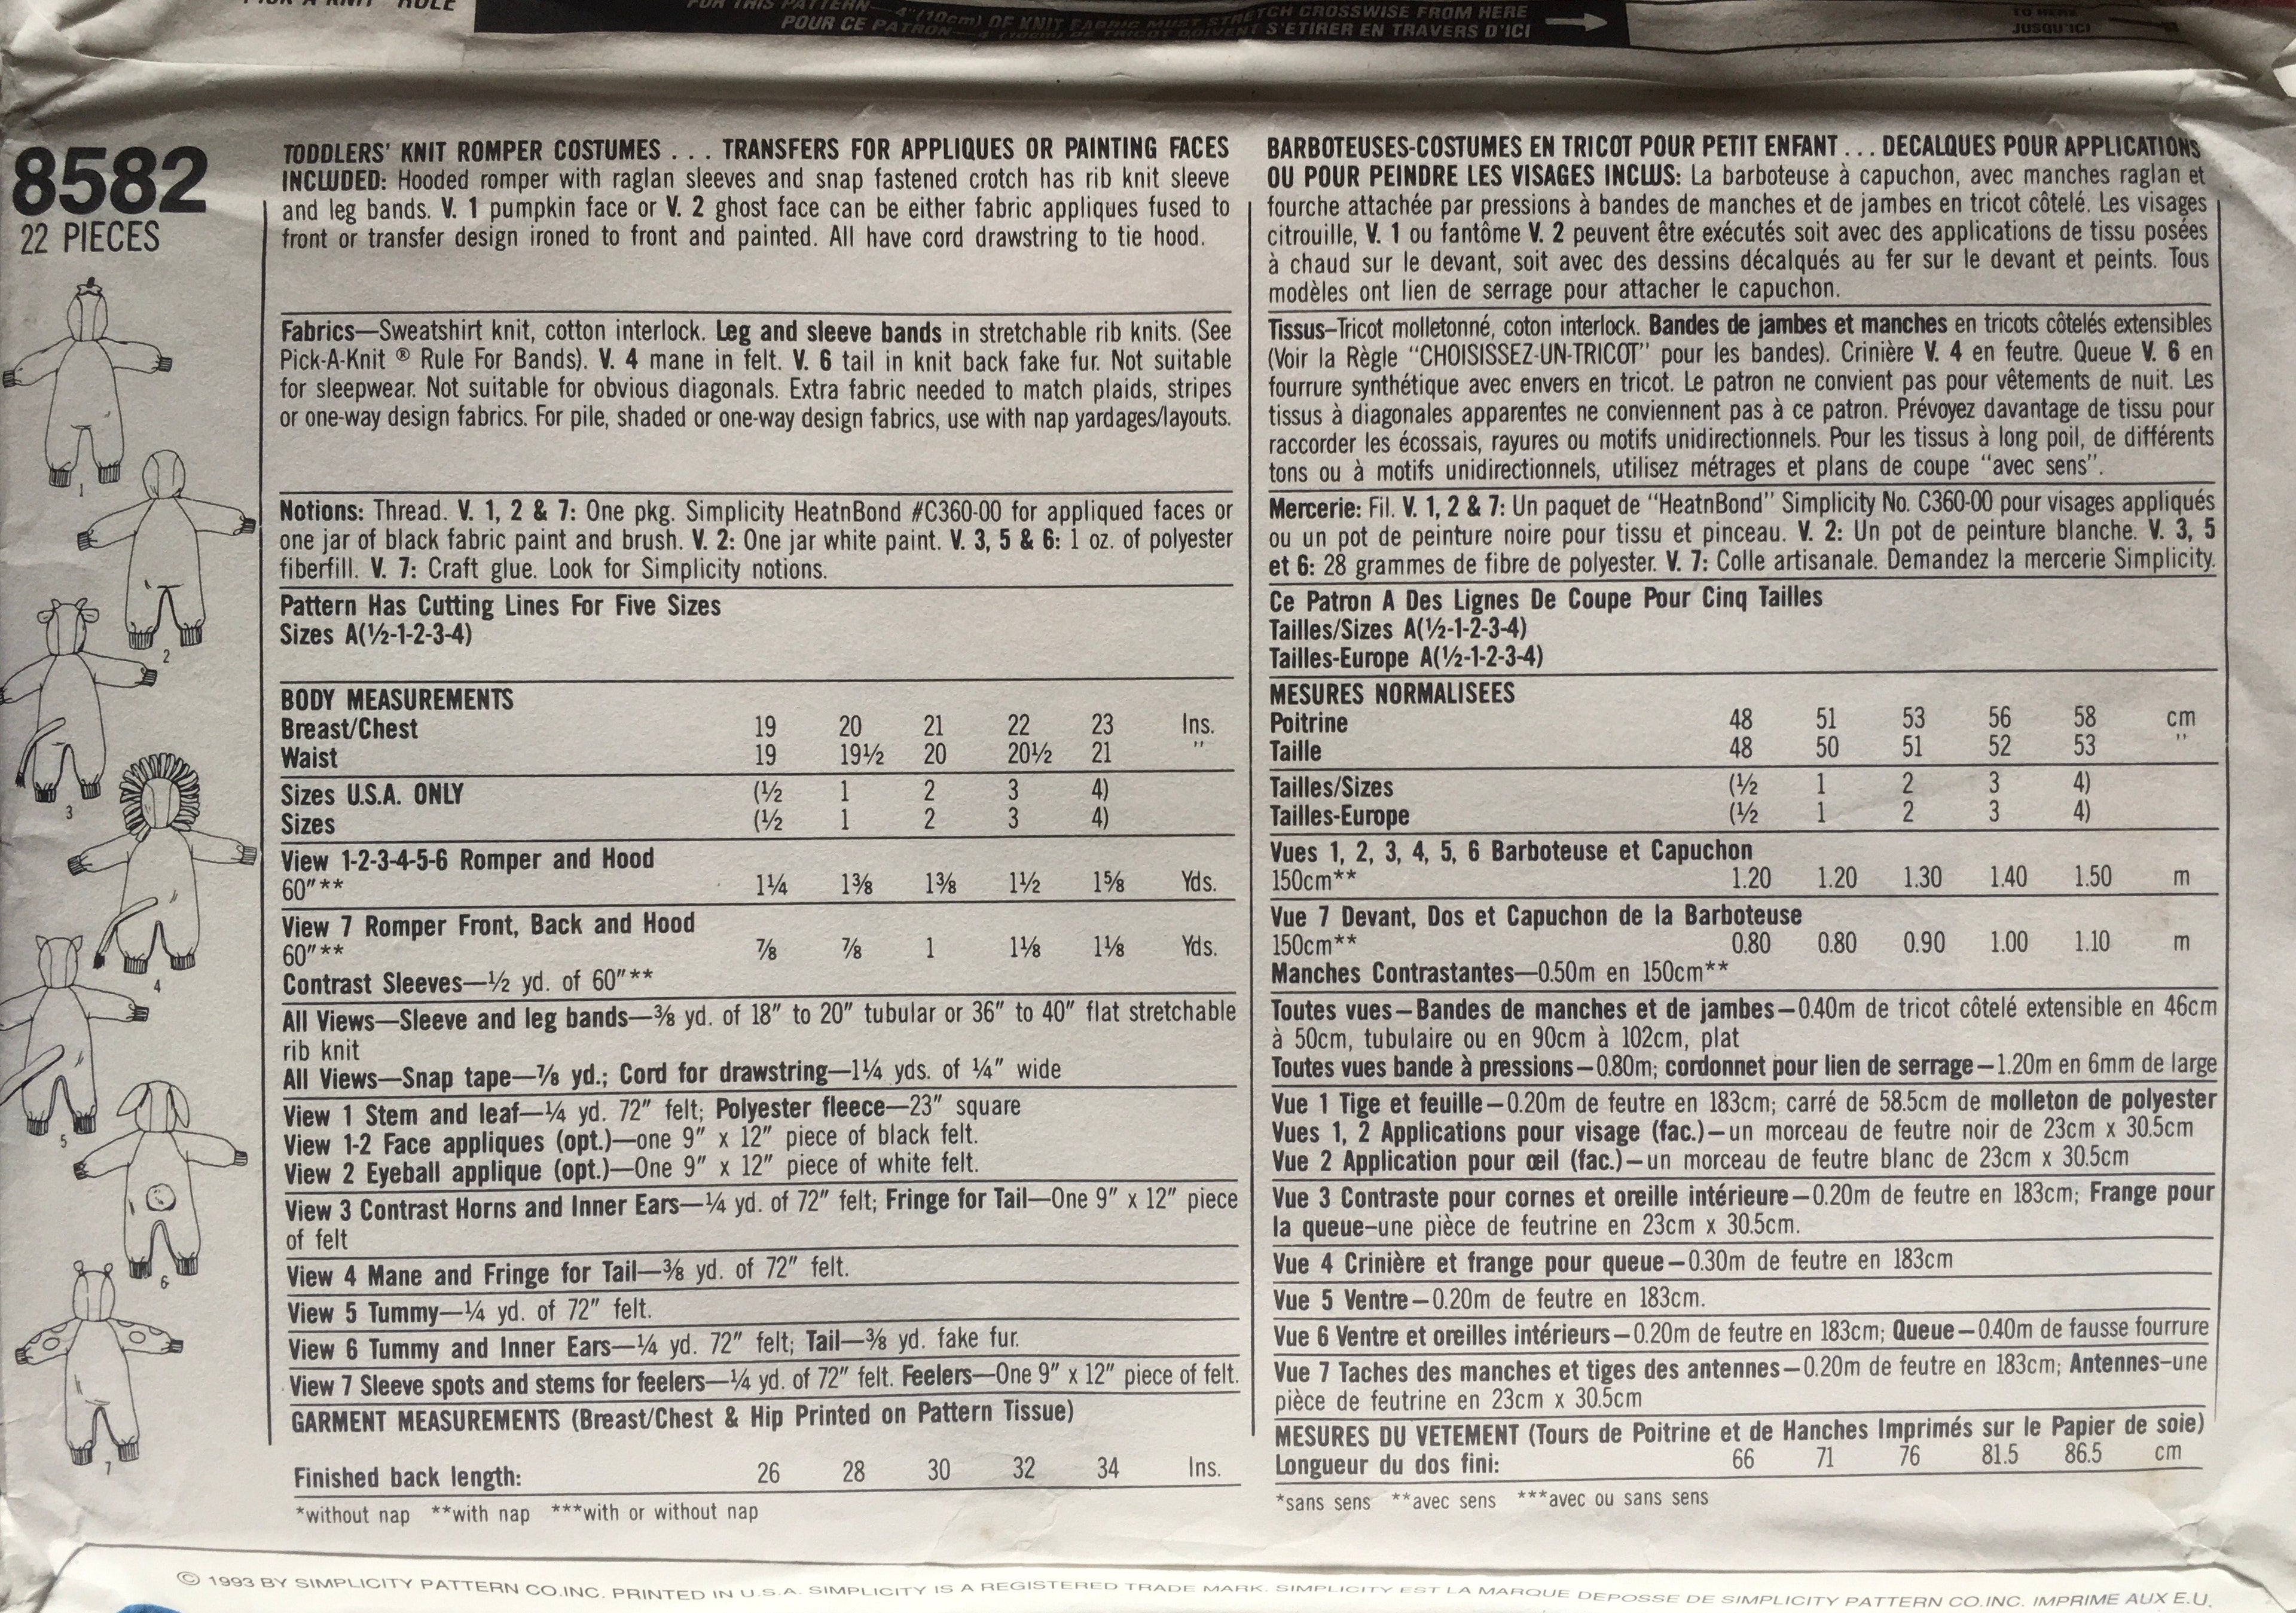 RULE
FOR THIS PATTERN—4"(10cm) OF KNIT FABRIC MUST STRETCH CROSSWISE FROM HERE
POUR CE PATRON—4"(10cm) DE TRICOT DOIVENT S'ETIRER EN TRAVERS D'ICI
TO HERE
JUSQU'ICI
8582
22 PIECES
1
2
3
4
5
6
7
TODDLERS' KNIT ROMPER COSTUMES . . . TRANSFERS FOR APPLIQUES OR PAINTING FACES
INCLUDED: Hooded romper with raglan sleeves and snap fastened crotch has rib knit sleeve
and leg bands. V. 1 pumpkin face or V. 2 ghost face can be either fabric appliques fused to
front or transfer design ironed to front and painted. All have cord drawstring to tie hood.
Fabrics—Sweatshirt knit, cotton interlock. Leg and sleeve bands in stretchable rib knits. (See
Pick-A-Knit ® Rule For Bands). V. 4 mane in felt. V. 6 tail in knit back fake fur. Not suitable
for sleepwear. Not suitable for obvious diagonals. Extra fabric needed to match plaids, stripes
or one-way design fabrics. For pile, shaded or one-way design fabrics, use with nap yardages/layouts.
Notions: Thread. V. 1, 2 & 7: One pkg. Simplicity HeatnBond #C360-00 for appliqued faces or
one jar of black fabric paint and brush. V. 2: One jar white paint. V. 3, 5 & 6: 1 oz. of polyester
fiberfill. V. 7: Craft glue. Look for Simplicity notions.
Pattern Has Cutting Lines For Five Sizes
Sizes A(½-1-2-3-4)
BODY MEASUREMENTS
Breast/Chest 19 20 21 22 23 Ins.
Waist 19 19½ 20 20½ 21 "
Sizes U.S.A. ONLY (½ 1 2 3 4)
Sizes (½ 1 2 3 4)
View 1-2-3-4-5-6 Romper and Hood
60"** 1¼ 1⅜ 1⅜ 1½ 1⅝ Yds.
View 7 Romper Front, Back and Hood
60"** ⅞ ⅞ 1 1⅛ 1⅛ Yds.
Contrast Sleeves—½ yd. of 60"**
All Views—Sleeve and leg bands—⅜ yd. of 18" to 20" tubular or 36" to 40" flat stretchable
rib knit
All Views—Snap tape—⅞ yd.; Cord for drawstring—1¼ yds. of ¼" wide
View 1 Stem and leaf—¼ yd. 72" felt; Polyester fleece—23" square
View 1-2 Face appliques (opt.)—one 9" x 12" piece of black felt.
View 2 Eyeball applique (opt.)—One 9" x 12" piece of white felt.
View 3 Contrast Horns and Inner Ears—¼ yd. of 72" felt; Fringe for Tail—One 9" x 12" piece
of felt
View 4 Mane and Fringe for Tail—⅜ yd. of 72" felt.
View 5 Tummy—¼ yd. of 72" felt.
View 6 Tummy and Inner Ears—¼ yd. 72" felt; Tail—⅜ yd. fake fur.
View 7 Sleeve spots and stems for feelers—¼ yd. of 72" felt. Feelers—One 9" x 12" piece of felt.
GARMENT MEASUREMENTS (Breast/Chest & Hip Printed on Pattern Tissue)
Finished back length: 26 28 30 32 34 Ins.
*without nap **with nap ***with or without nap
BARBOTEUSES-COSTUMES EN TRICOT POUR PETIT ENFANT . . . DECALQUES POUR APPLICATIONS
OU POUR PEINDRE LES VISAGES INCLUS: La barboteuse à capuchon, avec manches raglan et
fourche attachée par pressions à bandes de manches et de jambes en tricot côtelé. Les visages
citrouille, V. 1 ou fantôme V. 2 peuvent être exécutés soit avec des applications de tissu posées
à chaud sur le devant, soit avec des dessins décalqués au fer sur le devant et peints. Tous
modèles ont lien de serrage pour attacher le capuchon.
Tissus—Tricot molletonné, coton interlock. Bandes de jambes et manches en tricots côtelés extensibles
(Voir la Règle "CHOISISSEZ-UN-TRICOT" pour les bandes). Crinière V. 4 en feutre. Queue V. 6 en
fourrure synthétique avec envers en tricot. Le patron ne convient pas pour vêtements de nuit. Les
tissus à diagonales apparentes ne conviennent pas à ce patron. Prévoyez davantage de tissu pour
raccorder les écossais, rayures ou motifs unidirectionnels. Pour les tissus à long poil, de différents
tons ou à motifs unidirectionnels, utilisez métrages et plans de coupe "avec sens".
Mercerie: Fil. V. 1, 2 & 7: Un paquet de "HeatnBond" Simplicity No. C360-00 pour visages appliqués
ou un pot de peinture noire pour tissu et pinceau. V. 2: Un pot de peinture blanche. V. 3, 5
et 6: 28 grammes de fibre de polyester. V. 7: Colle artisanale. Demandez la mercerie Simplicity.
Ce Patron A Des Lignes De Coupe Pour Cinq Tailles
Tailles/Sizes A(½-1-2-3-4)
Tailles-Europe A(½-1-2-3-4)
MESURES NORMALISEES
Poitrine 48 51 53 56 58 cm
Taille 48 50 51 52 53 "
Tailles/Sizes (½ 1 2 3 4)
Tailles-Europe (½ 1 2 3 4)
Vues 1, 2, 3, 4, 5, 6 Barboteuse et Capuchon
150cm** 1.20 1.20 1.30 1.40 1.50 m
Vue 7 Devant, Dos et Capuchon de la Barboteuse
150cm** 0.80 0.80 0.90 1.00 1.10 m
Manches Contrastantes—0.50m en 150cm**
Toutes vues—Bandes de manches et de jambes—0.40m de tricot côtelé extensible en 46cm
à 50cm, tubulaire ou en 90cm à 102cm, plat
Toutes vues bande à pressions—0.80m; cordonnet pour lien de serrage—1.20m en 6mm de large
Vue 1 Tige et feuille—0.20m de feutre en 183cm; carré de 58.5cm de molleton de polyester
Vues 1, 2 Applications pour visage (fac.)—un morceau de feutre noir de 23cm x 30.5cm
Vue 2 Application pour œil (fac.)—un morceau de feutre blanc de 23cm x 30.5cm
Vue 3 Contraste pour cornes et oreille intérieure—0.20m de feutre en 183cm; Frange pour
la queue—une pièce de feutrine en 23cm x 30.5cm.
Vue 4 Crinière et frange pour queue—0.30m de feutre en 183cm
Vue 5 Ventre—0.20m de feutre en 183cm.
Vue 6 Ventre et oreilles intérieurs—0.20m de feutre en 183cm; Queue—0.40m de fausse fourrure
Vue 7 Taches des manches et tiges des antennes—0.20m de feutre en 183cm; Antennes—une
pièce de feutrine en 23cm x 30.5cm
MESURES DU VETEMENT (Tours de Poitrine et de Hanches Imprimés sur le Papier de soie)
Longueur du dos fini: 66 71 76 81.5 86.5 cm
*sans sens **avec sens ***avec ou sans sens
© 1993 BY SIMPLICITY PATTERN CO.INC. PRINTED IN U.S.A. SIMPLICITY IS A REGISTERED TRADE MARK. SIMPLICITY EST LA MARQUE DEPOSSE DE SIMPLICITY PATTERN CO.INC. IMPRIME AUX E.U.